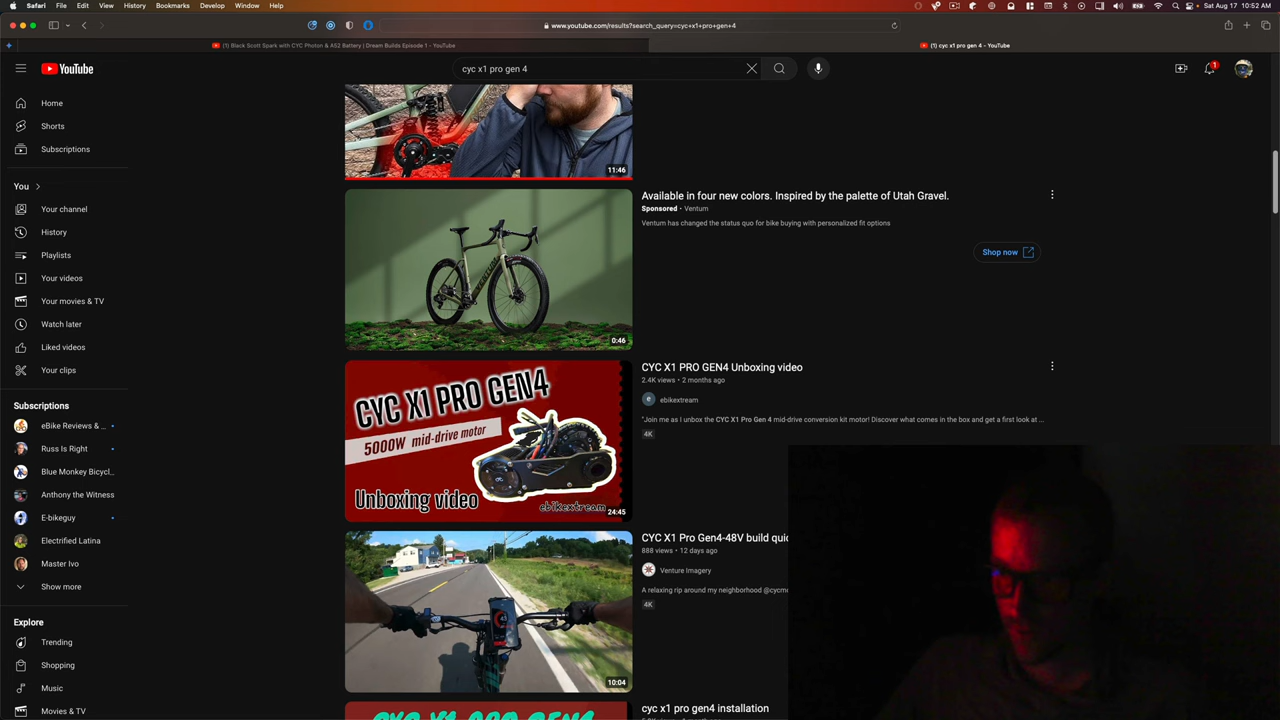 Safari File Edit View History Bookmarks Develop Window Help
Sat Aug 17 10:52 AM
www.youtube.com/results?search_query=cyc+x1+pro+gen+4
(1) Black Scott Spark with CYC Photon & A52 Battery | Dream Builds Episode 1 - YouTube
(1) cyc x1 pro gen 4 - YouTube
YouTube
cyc x1 pro gen 4
1
Home
Shorts
Subscriptions
You
Your channel
History
Playlists
Your videos
Your movies & TV
Watch later
Liked videos
Your clips
Subscriptions
eBike Reviews & ...
Russ Is Right
Blue Monkey Bicycl...
Anthony the Witness
E-bikeguy
Electrified Latina
Master Ivo
Show more
Explore
Trending
Shopping
Music
Movies & TV
11:46
Available in four new colors. Inspired by the palette of Utah Gravel.
Sponsored • Ventum
Ventum has changed the status quo for bike buying with personalized fit options
Shop now
0:46
CYC X1 PRO GEN4
5000W mid-drive motor
Unboxing video
ebikextream
24:45
CYC X1 PRO GEN4 Unboxing video
2.4K views • 2 months ago
e
ebikextream
"Join me as I unbox the CYC X1 Pro Gen 4 mid-drive conversion kit motor! Discover what comes in the box and get a first look at ...
4K
43
10:04
CYC X1 Pro Gen4-48V build quic
888 views • 12 days ago
Venture Imagery
A relaxing rip around my neighborhood @cycmo
4K
CYC X1 PRO GEN4
cyc x1 pro gen4 installation